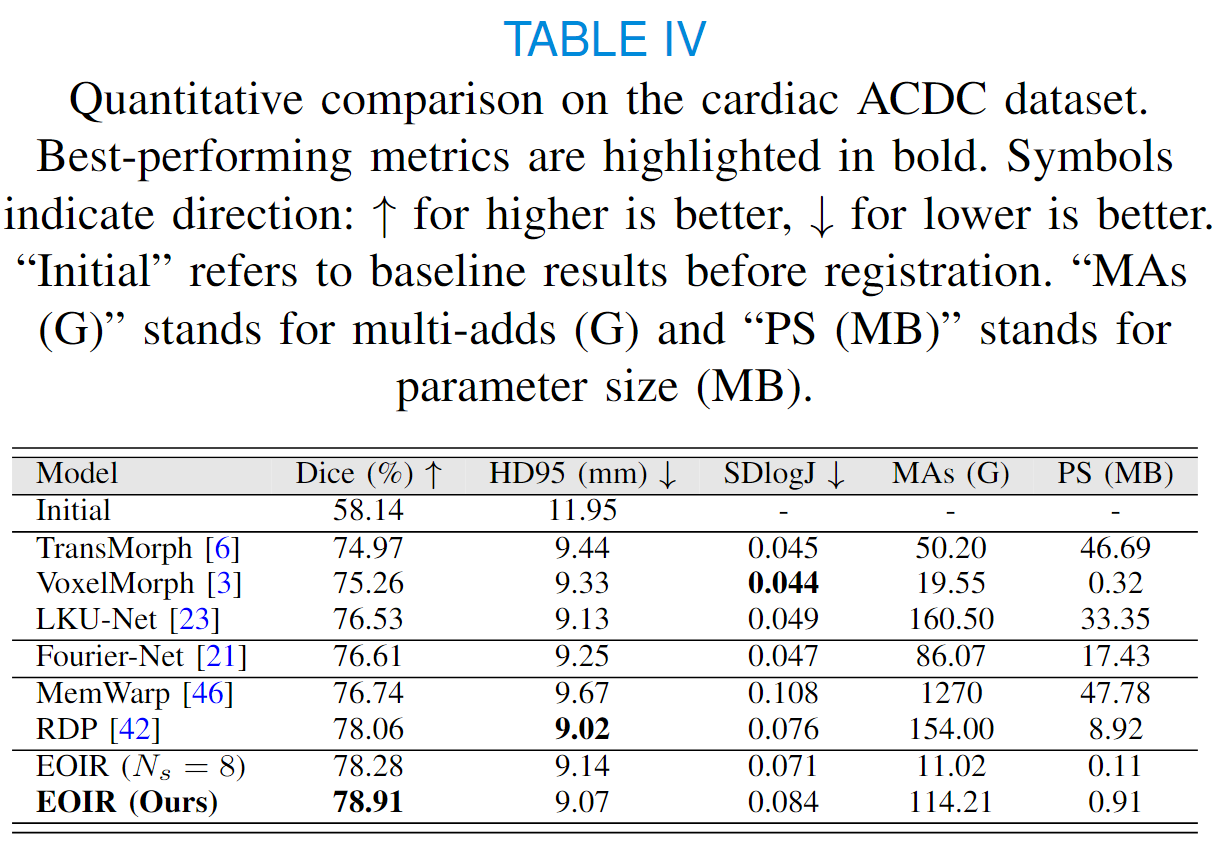 TABLE IV
Quantitative comparison on the cardiac ACDC dataset.
Best-performing metrics are highlighted in bold. Symbols
indicate direction: ↑ for higher is better, ↓ for lower is better.
“Initial” refers to baseline results before registration. “MAs
(G)” stands for multi-adds (G) and “PS (MB)” stands for
parameter size (MB).
Model Dice (%) ↑ HD95 (mm) ↓ SDlogJ ↓ MAs (G) PS (MB)
Initial 58.14 11.95 - - -
TransMorph [6] 74.97 9.44 0.045 50.20 46.69
VoxelMorph [3] 75.26 9.33 0.044 19.55 0.32
LKU-Net [23] 76.53 9.13 0.049 160.50 33.35
Fourier-Net [21] 76.61 9.25 0.047 86.07 17.43
MemWarp [46] 76.74 9.67 0.108 1270 47.78
RDP [42] 78.06 9.02 0.076 154.00 8.92
EOIR (Nₛ = 8) 78.28 9.14 0.071 11.02 0.11
EOIR (Ours) 78.91 9.07 0.084 114.21 0.91